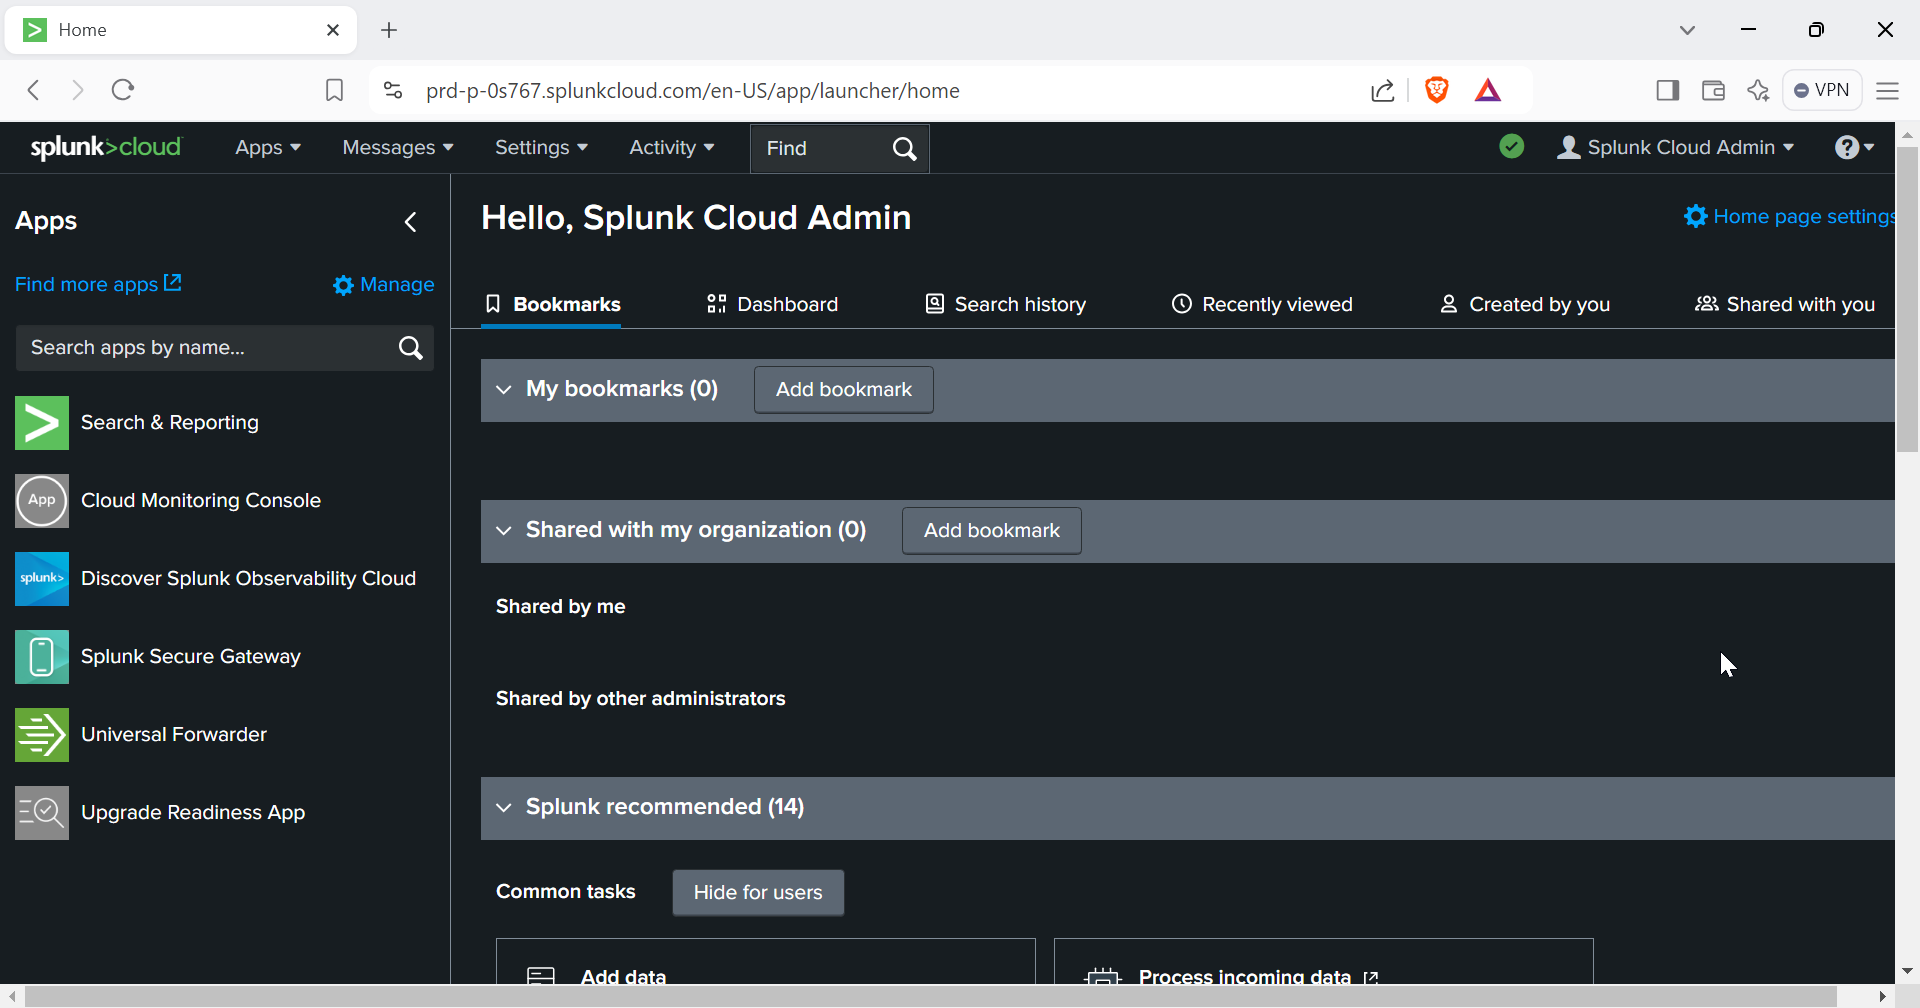 Home
prd-p-0s767.splunkcloud.com/en-US/app/launcher/home
VPN
splunk>cloud
Apps
Messages
Settings
Activity
Find
Splunk Cloud Admin
?
Apps
Find more apps
Manage
Search apps by name...
Search & Reporting
App
Cloud Monitoring Console
splunk>
Discover Splunk Observability Cloud
Splunk Secure Gateway
Universal Forwarder
Upgrade Readiness App
Hello, Splunk Cloud Admin
Home page settings
Bookmarks
Dashboard
Search history
Recently viewed
Created by you
Shared with you
My bookmarks (0)
Add bookmark
Shared with my organization (0)
Add bookmark
Shared by me
Shared by other administrators
Splunk recommended (14)
Common tasks
Hide for users
Add data
Process incoming data